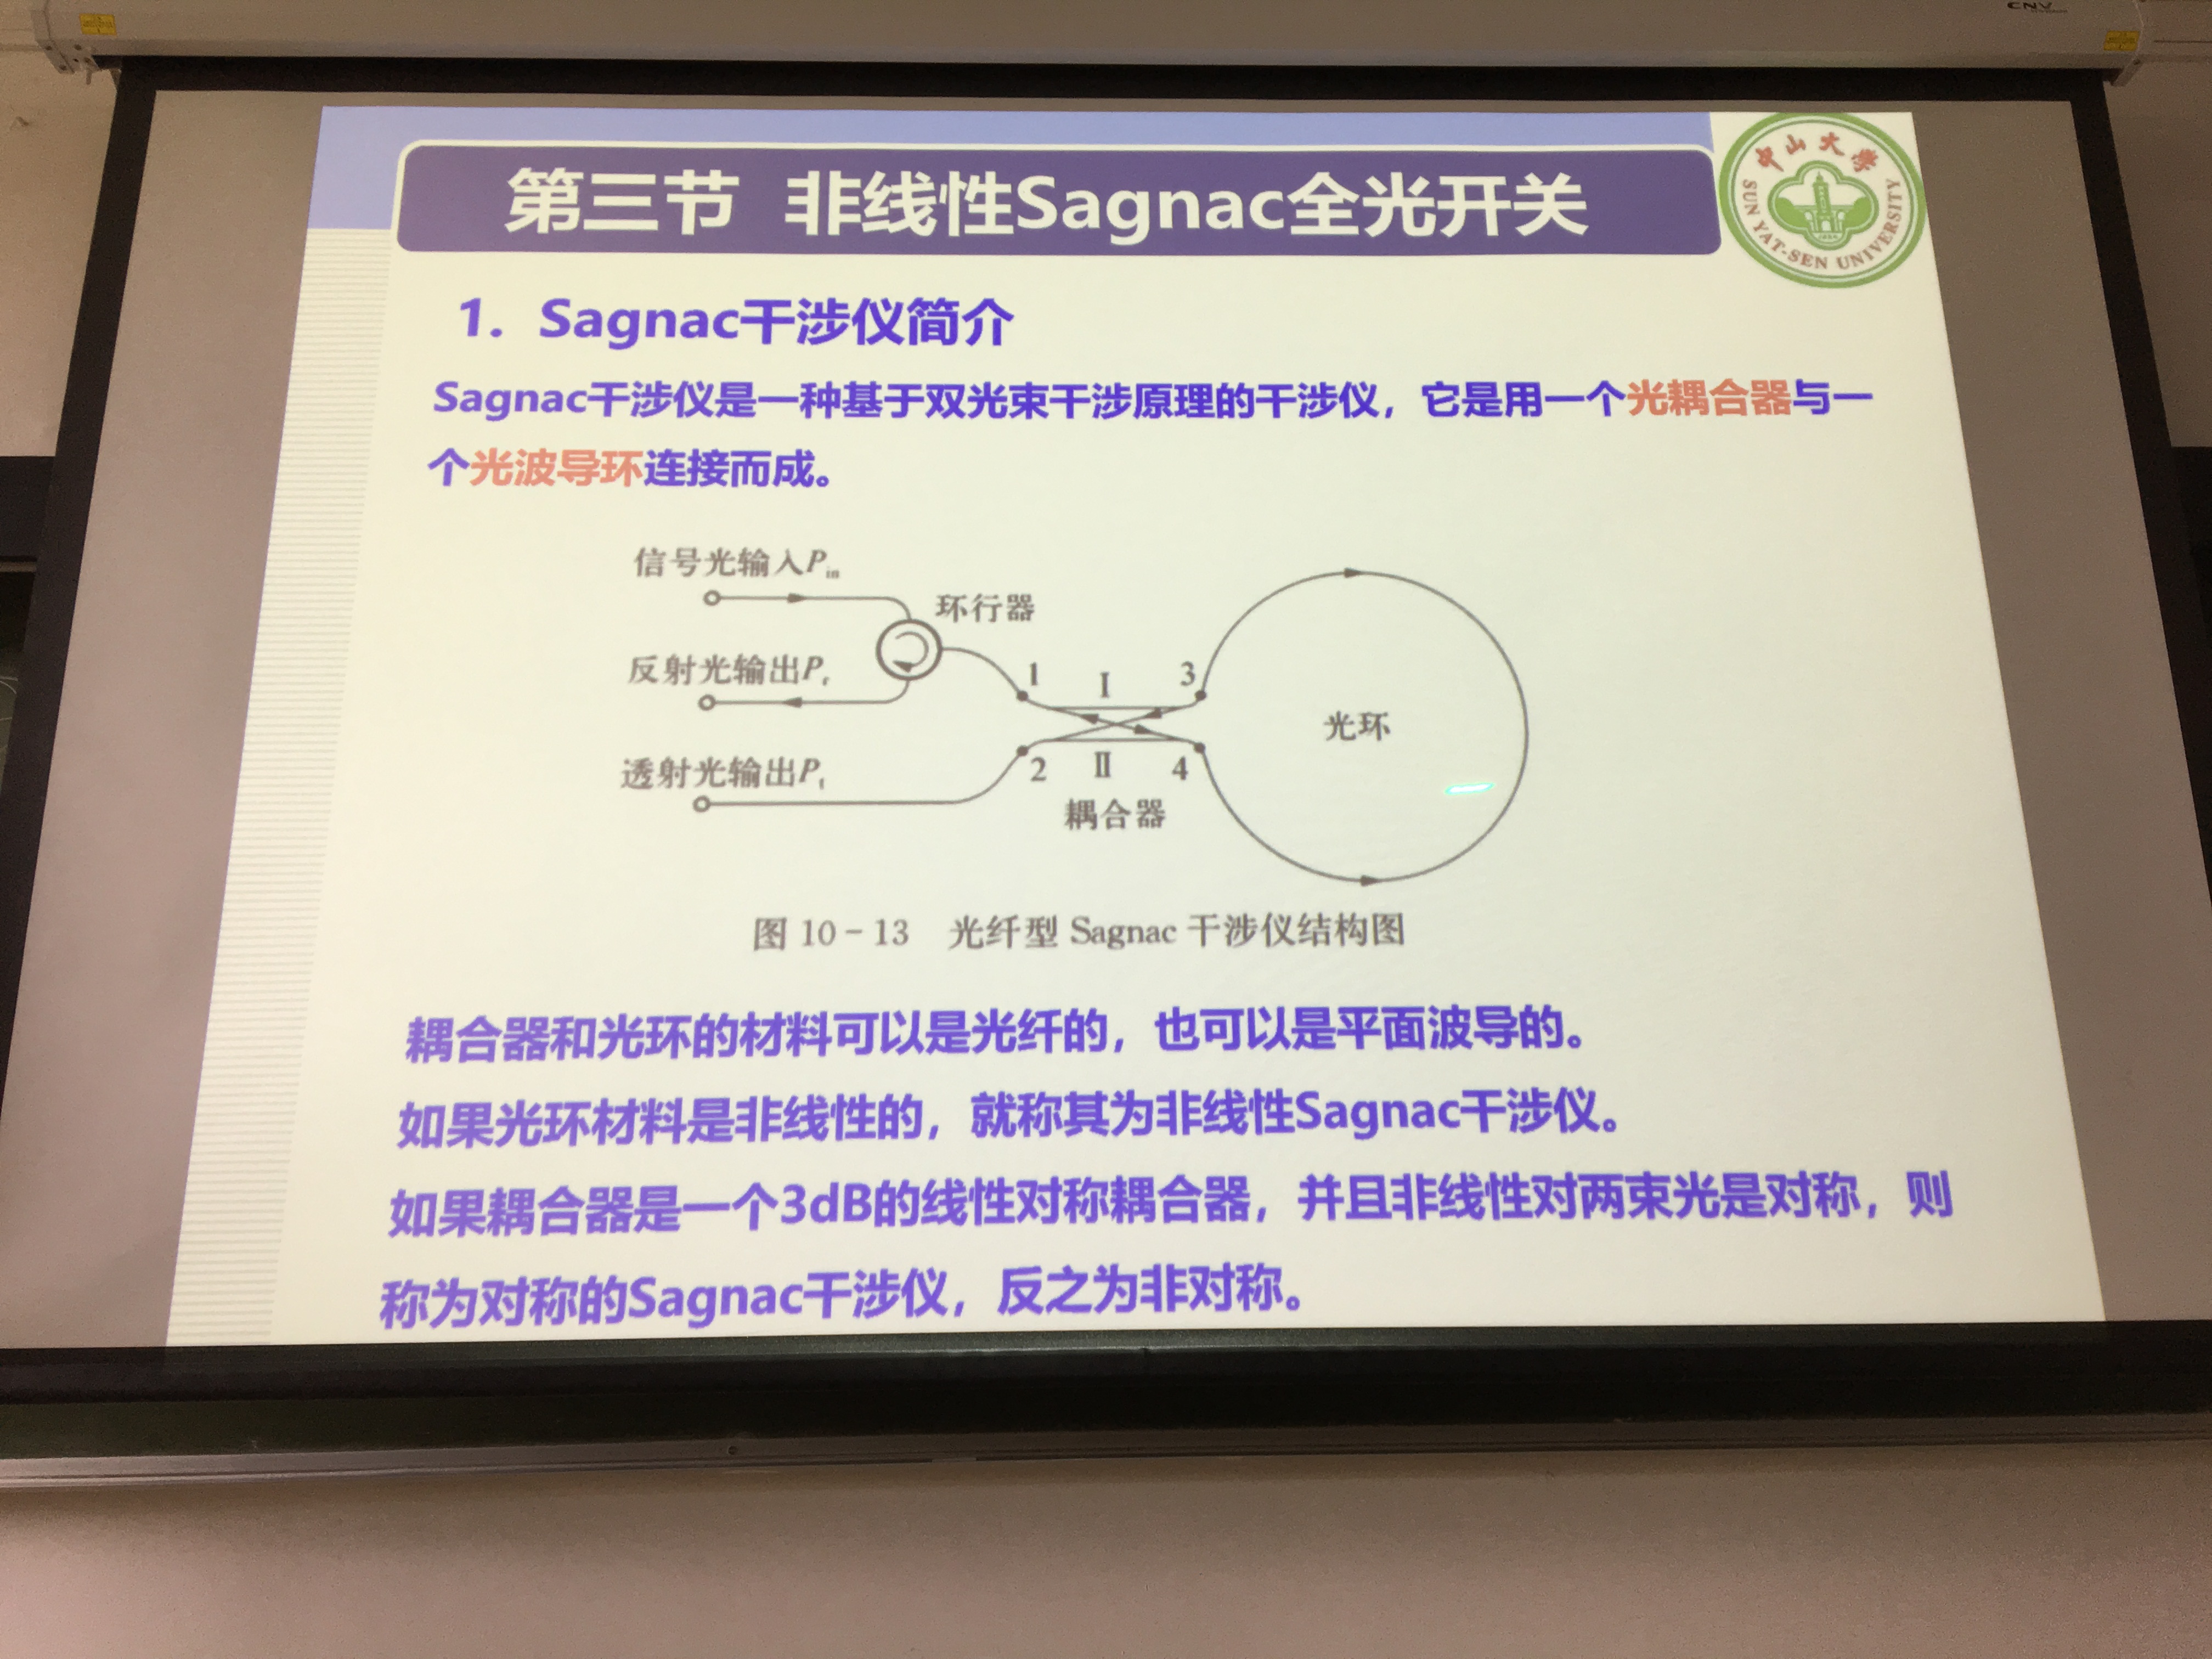 CNV
中山大学
SUN YAT-SEN UNIVERSITY
第三节 非线性Sagnac全光开关
1. Sagnac干涉仪简介
Sagnac干涉仪是一种基于双光束干涉原理的干涉仪，它是用一个光耦合器与一
个光波导环连接而成。
信号光输入Pin
环行器
反射光输出Pr
1 I 3
光环
透射光输出Pt
2 II 4
耦合器
图 10-13 光纤型 Sagnac 干涉仪结构图
耦合器和光环的材料可以是光纤的，也可以是平面波导的。
如果光环材料是非线性的，就称其为非线性Sagnac干涉仪。
如果耦合器是一个3dB的线性对称耦合器，并且非线性对两束光是对称，则
称为对称的Sagnac干涉仪，反之为非对称。